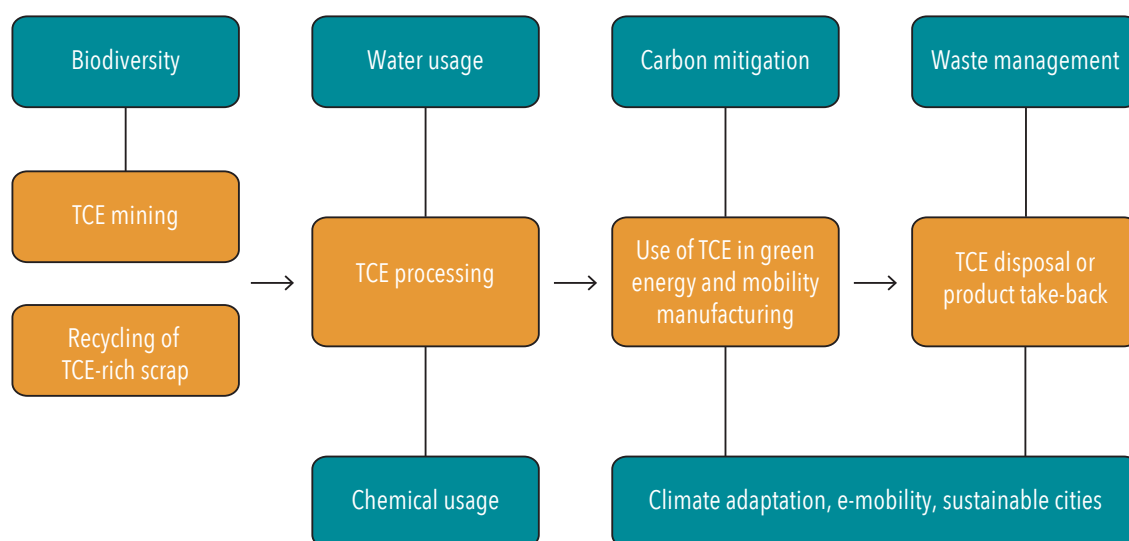 Biodiversity
Water usage
Carbon mitigation
Waste management
TCE mining
Recycling of
TCE-rich scrap
TCE processing
Use of TCE in green
energy and mobility
manufacturing
TCE disposal or
product take-back
Chemical usage
Climate adaptation, e-mobility, sustainable cities